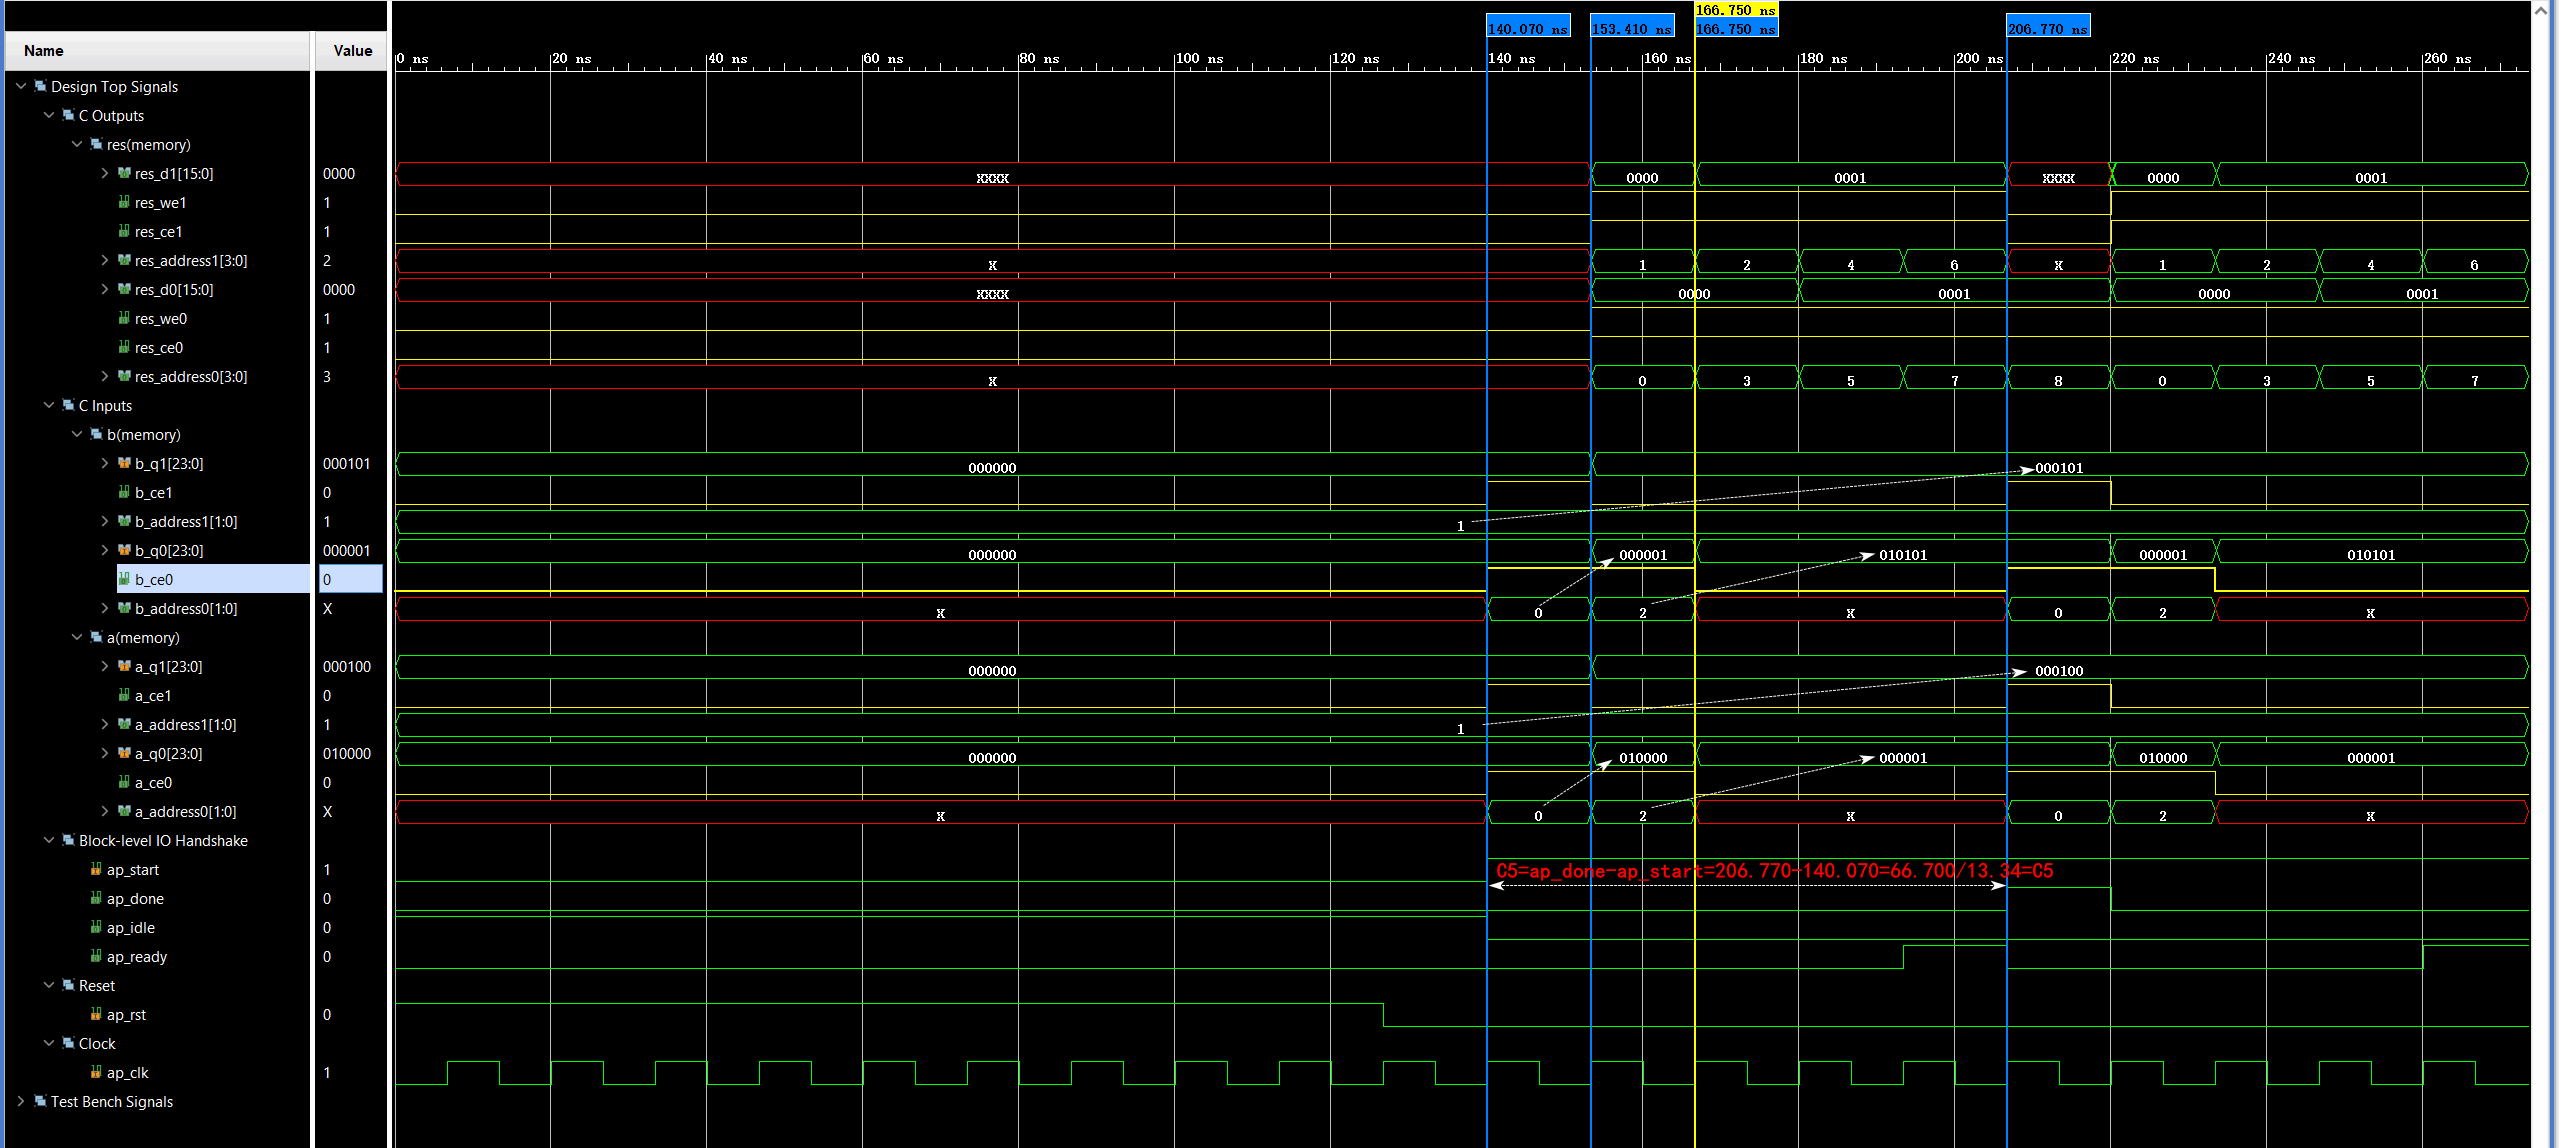 166.750 ns
140.070 ns 153.410 ns 166.750 ns 206.770 ns
Name Value
0 ns 20 ns 40 ns 60 ns 80 ns 100 ns 120 ns 140 ns 160 ns 180 ns 200 ns 220 ns 240 ns 260 ns
Design Top Signals
C Outputs
res(memory)
res_d1[15:0] 0000 XXXX 0000 0001 XXXX 0000 0001
res_we1 1
res_ce1 1
res_address1[3:0] 2 X 1 2 4 6 X 1 2 4 6
res_d0[15:0] 0000 XXXX 0000 0001 0000 0001
res_we0 1
res_ce0 1
res_address0[3:0] 3 X 0 3 5 7 8 0 3 5 7
C Inputs
b(memory)
b_q1[23:0] 000101 000000 000101
b_ce1 0
b_address1[1:0] 1 1
b_q0[23:0] 000001 000000 000001 010101 000001 010101
b_ce0 0
b_address0[1:0] X X 0 2 X 0 2 X
a(memory)
a_q1[23:0] 000100 000000 000100
a_ce1 0
a_address1[1:0] 1 1
a_q0[23:0] 010000 000000 010000 000001 010000 000001
a_ce0 0
a_address0[1:0] X X 0 2 X 0 2 X
Block-level IO Handshake
ap_start 1 C5=ap_done-ap_start=206.770-140.070=66.700/13.34=C5
ap_done 0
ap_idle 0
ap_ready 0
Reset
ap_rst 0
Clock
ap_clk 1
Test Bench Signals